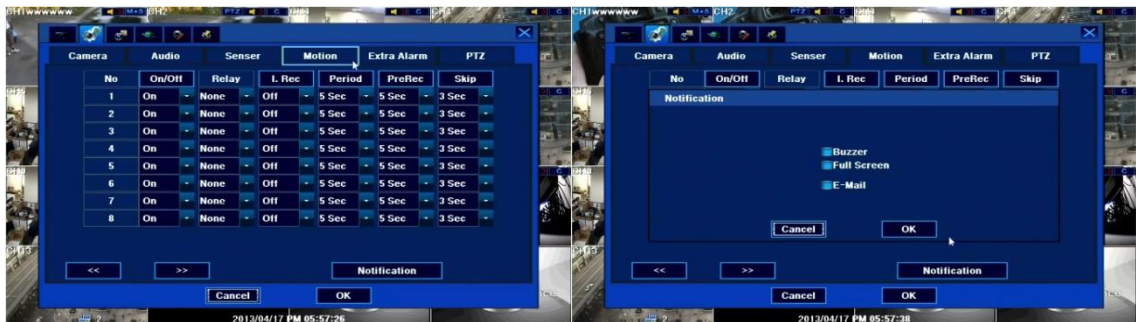 CH1wwwwww M+S CH2 PTZ C
Camera Audio Senser Motion Extra Alarm PTZ
No On/Off Relay I. Rec Period PreRec Skip
1 On None Off 5 Sec 5 Sec 3 Sec
2 On None Off 5 Sec 5 Sec 3 Sec
3 On None Off 5 Sec 5 Sec 3 Sec
4 On None Off 5 Sec 5 Sec 3 Sec
5 On None Off 5 Sec 5 Sec 3 Sec
6 On None Off 5 Sec 5 Sec 3 Sec
7 On None Off 5 Sec 5 Sec 3 Sec
8 On None Off 5 Sec 5 Sec 3 Sec
<< >> Notification
Cancel OK
2 2013/04/17 PM 05:57:26
CH1wwwwww C CH2 PTZ C
Camera Audio Senser Motion Extra Alarm PTZ
No On/Off Relay I. Rec Period PreRec Skip
Notification
Buzzer
Full Screen
E-Mail
Cancel OK
<< >> Notification
Cancel OK
2 2013/04/17 PM 05:57:38